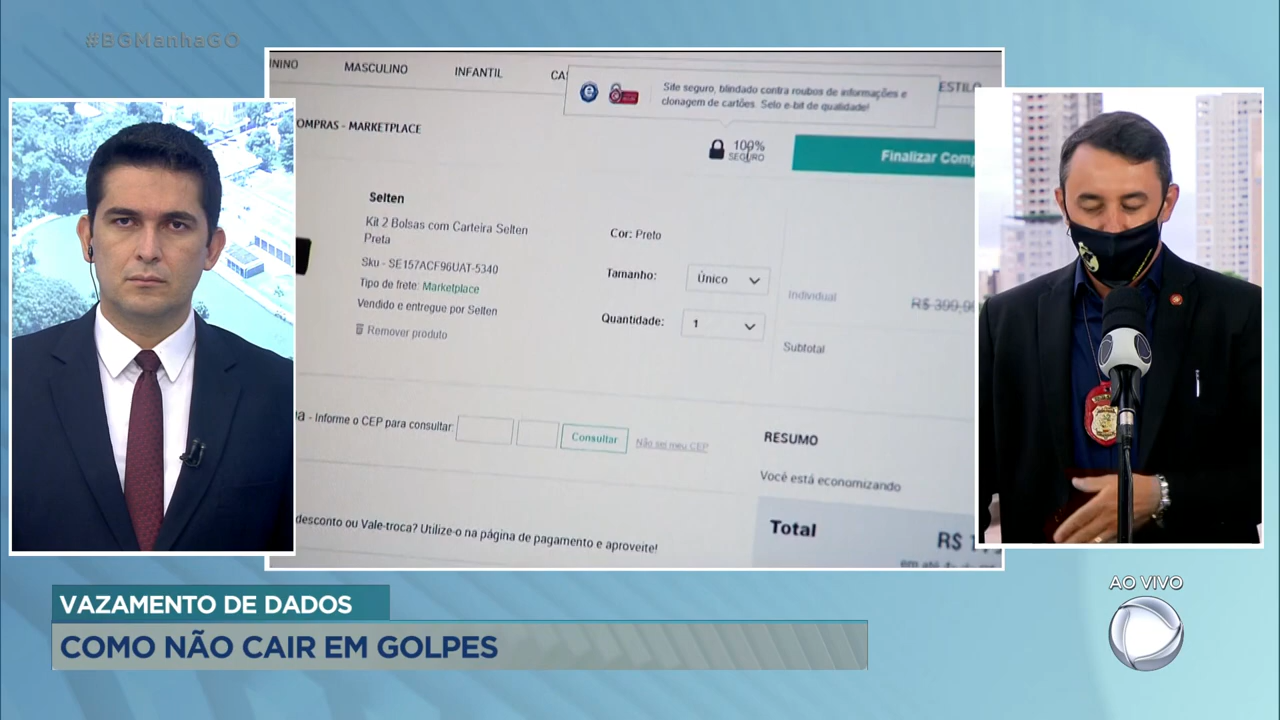 #BGManhaGO
MASCULINO
INFANTIL
ESTILO
Site seguro, blindado contra roubos de informações e
clonagem de cartões. Selo e-bit de qualidade!
COMPRAS - MARKETPLACE
100%
SEGURO
Finalizar Comp
Selten
Kit 2 Bolsas com Carteira Selten
Preta
Sku - SE157ACF96UAT-5340
Tipo de frete: Marketplace
Vendido e entregue por Selten
Remover produto
Cor: Preto
Tamanho:
Único
Quantidade:
1
Individual
R$ 399,9
Subtotal
- Informe o CEP para consultar:
Consultar
Não sei meu CEP
RESUMO
Você está economizando
desconto ou Vale-troca? Utilize-o na página de pagamento e aproveite!
Total
R$
VAZAMENTO DE DADOS
COMO NÃO CAIR EM GOLPES
AO VIVO